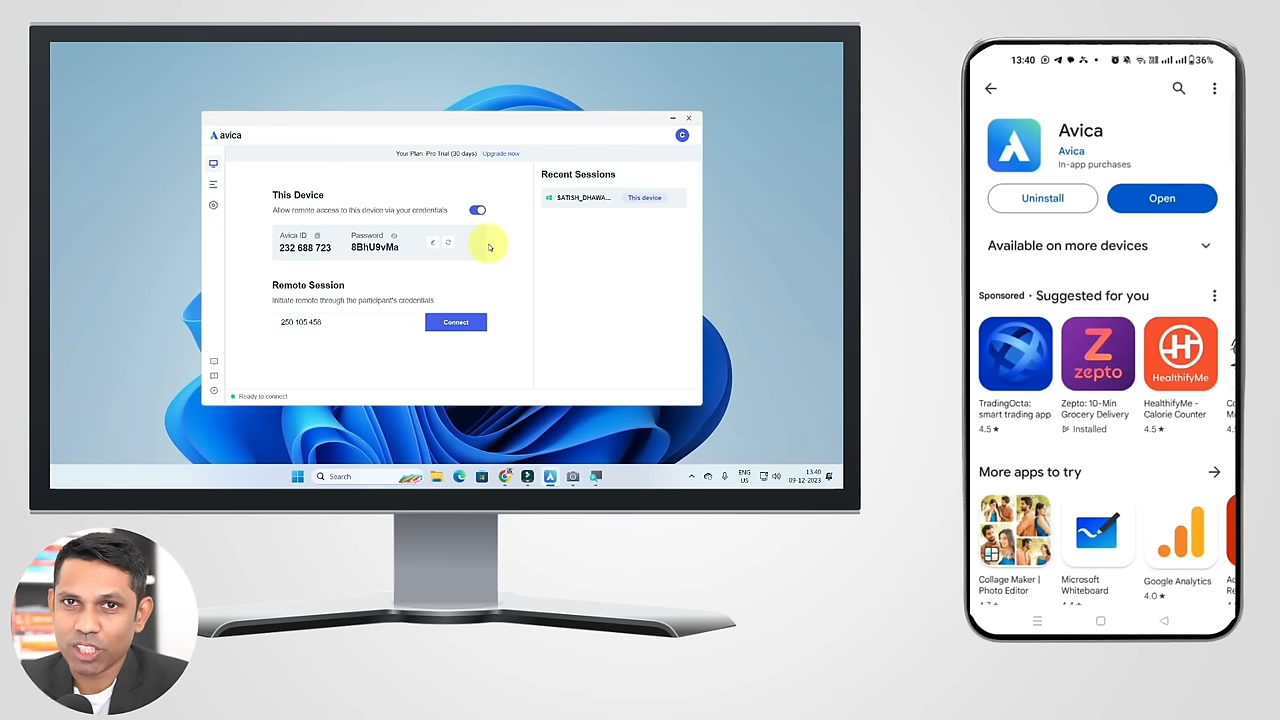 avica
C
Your Plan: Pro Trial (30 days) Upgrade now
This Device
Allow remote access to this device via your credentials
Avica ID
Password
232 688 723
8BhU9vMa
Remote Session
Initiate remote through the participant's credentials
250 105 458
Connect
Ready to connect
Recent Sessions
SATISH_DHAWA...
This device
Search
ENG
US
13:40
09-12-2023
13:40
36%
Avica
Avica
In-app purchases
Uninstall
Open
Available on more devices
Sponsored · Suggested for you
zepto
HealthifyMe
TradingOcta:
smart trading app
4.5★
Zepto: 10-Min
Grocery Delivery
Installed
HealthifyMe -
Calorie Counter
4.5★
More apps to try
Collage Maker |
Photo Editor
Microsoft
Whiteboard
Google Analytics
4.0★